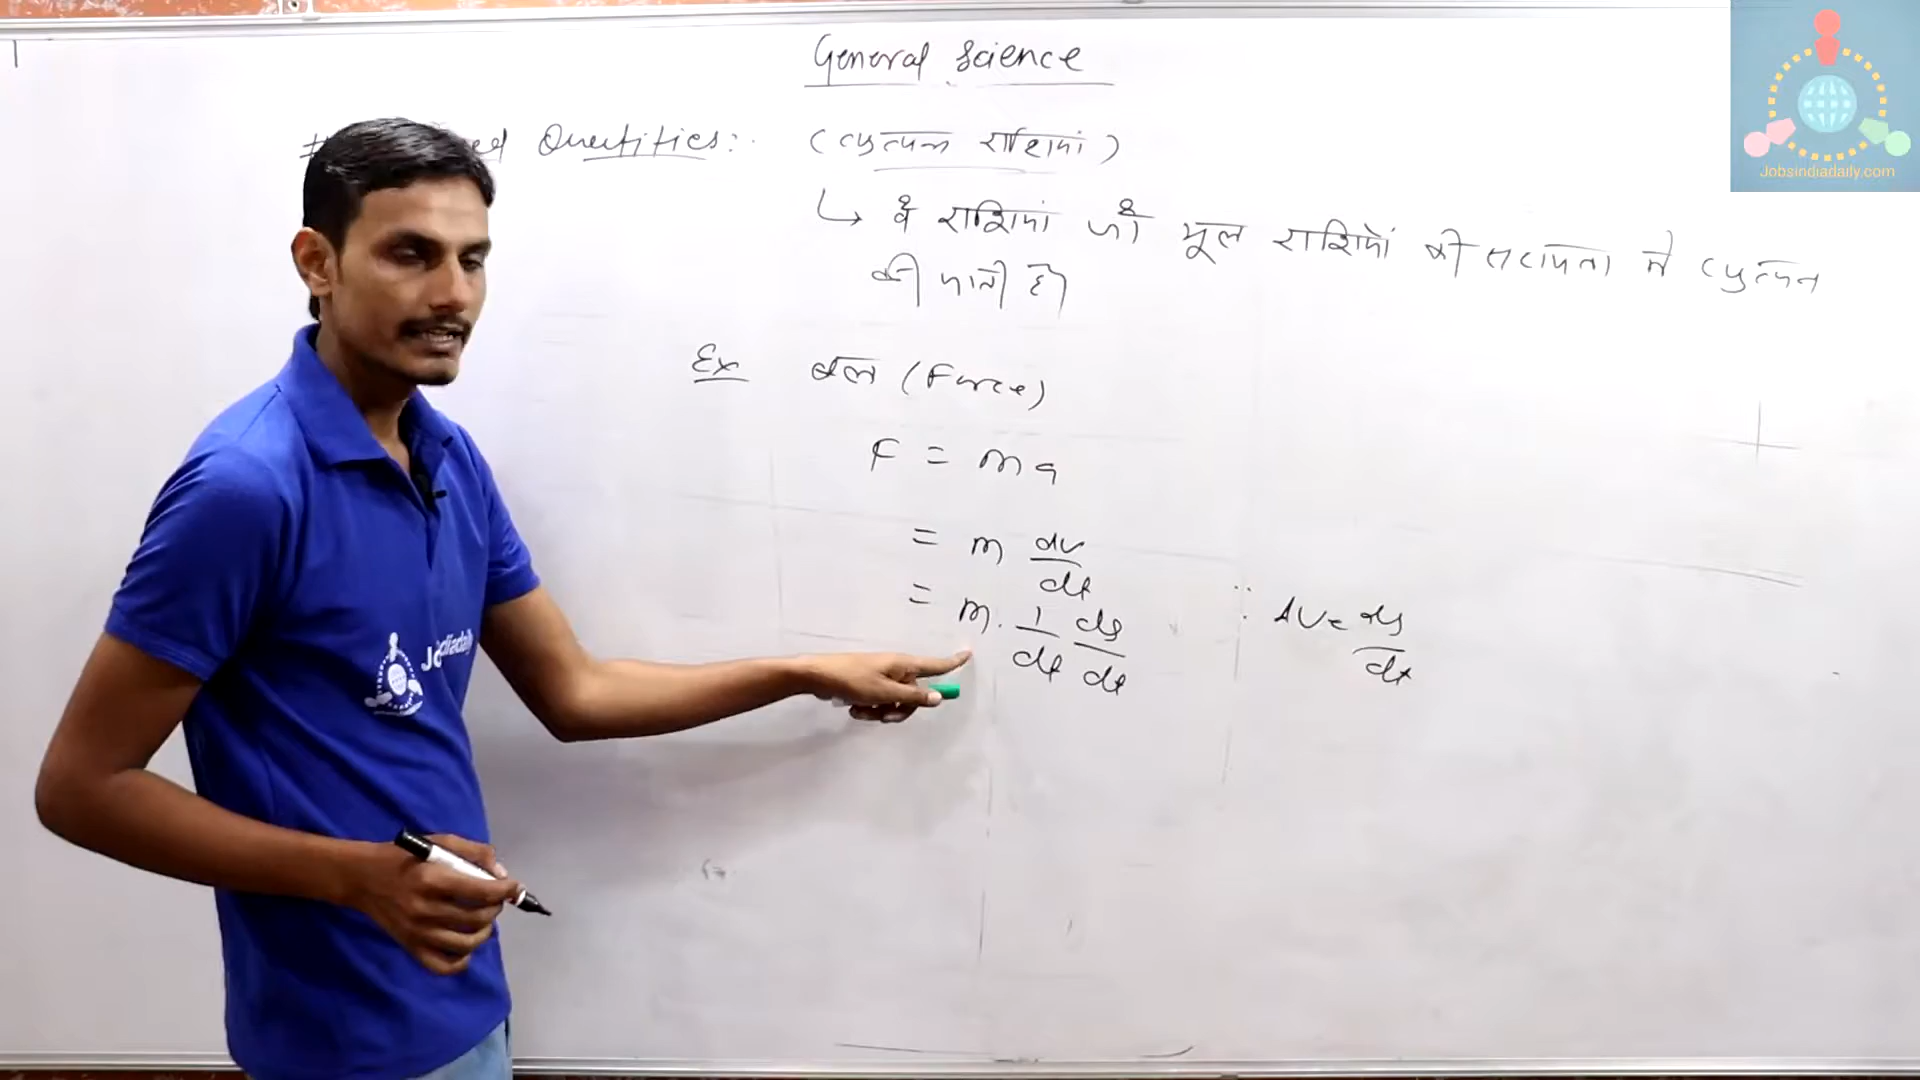 General Science
Quantities:- (व्युत्पन्न राशियां)
↳ वे राशियां जो मूल राशियों की सहायता से व्युत्पन्न
की जाती है।
Ex बल (Force)
F = ma
= m dv/dt
= m. 1/dt ds/dt ∵ dv = ds/dt
Jobsindiadaily.com